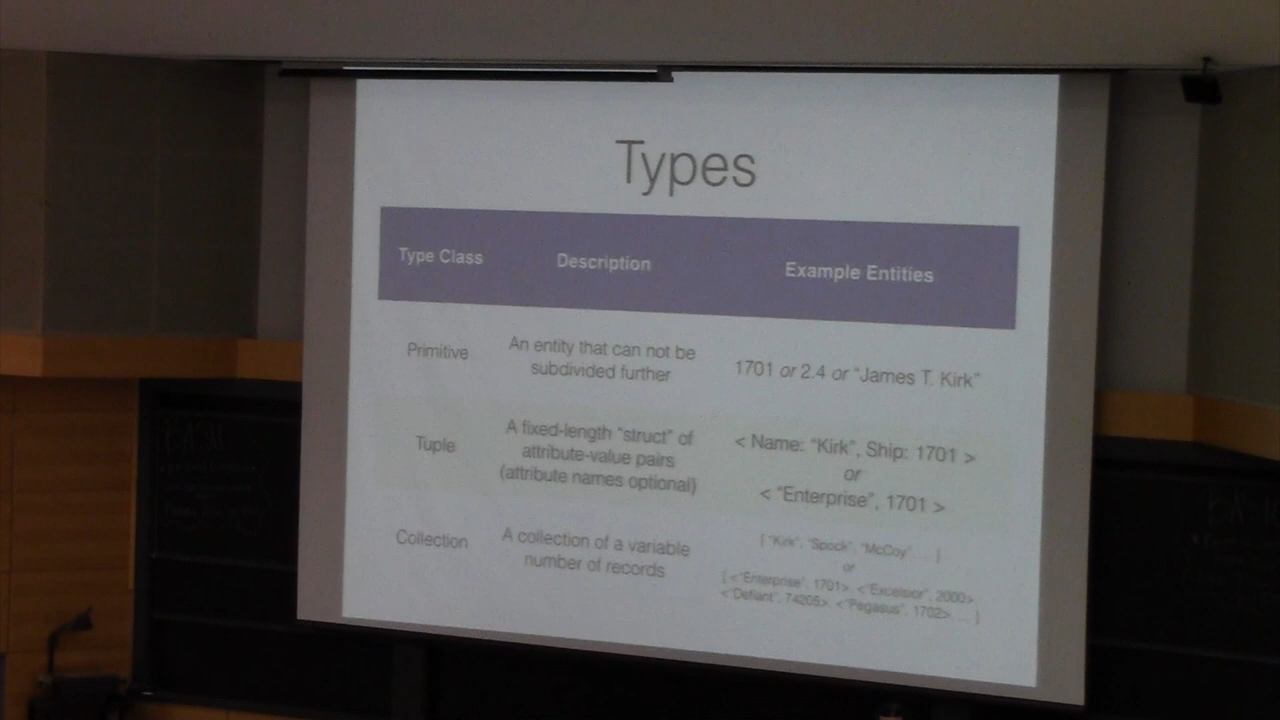 Types
Type Class Description Example Entities
Primitive
An entity that can not be
subdivided further
1701 or 2.4 or "James T. Kirk"
Tuple
A fixed-length "struct" of
attribute-value pairs
(attribute names optional)
< Name: "Kirk", Ship: 1701 >
or
< "Enterprise", 1701 >
Collection
A collection of a variable
number of records
[ "Kirk", "Spock", "McCoy", ... ]
or
[ <"Enterprise", 1701>, <"Excelsior", 2000>,
<"Defiant", 74205>, <"Pegasus", 1702>, ... ]